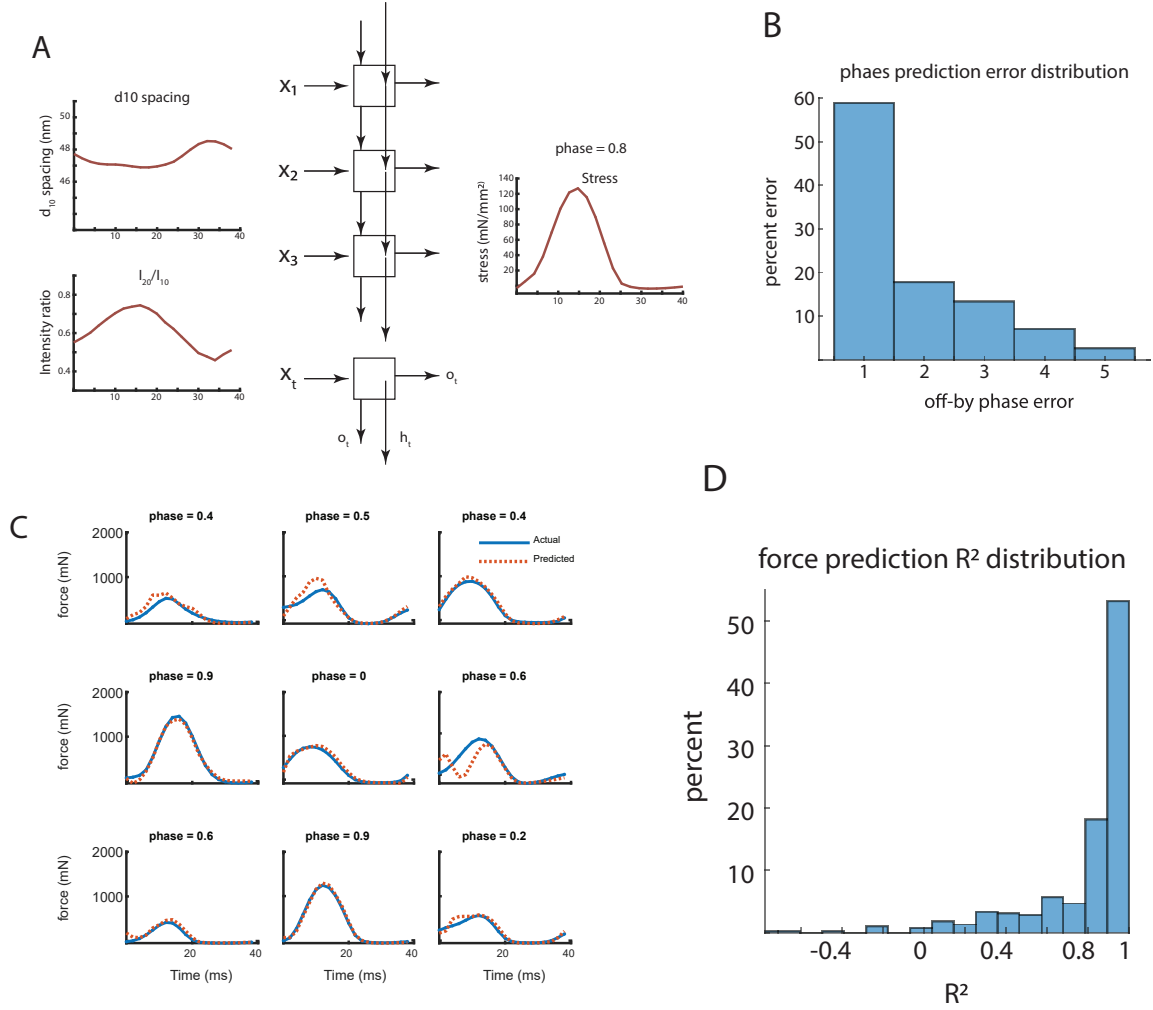 A
d10 spacing
50
48
46
d10 spacing (nm)
10
20
30
40
I20/I10
0.8
0.6
0.4
Intensity ratio
10
20
30
40
X1
X2
X3
Xt
ot
ot
ht
phase = 0.8
Stress
140
120
100
80
60
40
20
stress (mN/mm²)
10
20
30
40
B
phaes prediction error distribution
60
50
40
30
20
10
percent error
1
2
3
4
5
off-by phase error
C
phase = 0.4
phase = 0.5
phase = 0.4
Actual
Predicted
2000
1000
force (mN)
phase = 0.9
phase = 0
phase = 0.6
2000
1000
force (mN)
phase = 0.6
phase = 0.9
phase = 0.2
2000
1000
force (mN)
20
40
20
40
20
40
Time (ms)
Time (ms)
Time (ms)
D
force prediction R² distribution
50
40
30
20
10
percent
-0.4
0
0.4
0.8
1
R²